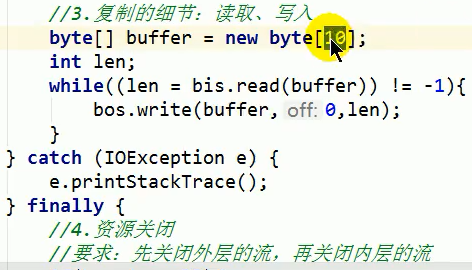 //3.复制的细节：读取、写入
byte[] buffer = new byte[10];
int len;
while((len = bis.read(buffer)) != -1){
bos.write(buffer, off: 0,len);
}
} catch (IOException e) {
e.printStackTrace();
} finally {
//4.资源关闭
//要求：先关闭外层的流，再关闭内层的流